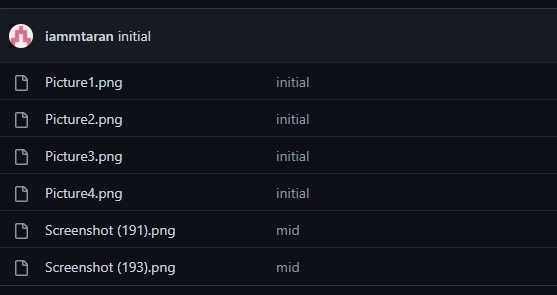 iammtaran initial
Picture1.png initial
Picture2.png initial
Picture3.png initial
Picture4.png initial
Screenshot (191).png mid
Screenshot (193).png mid